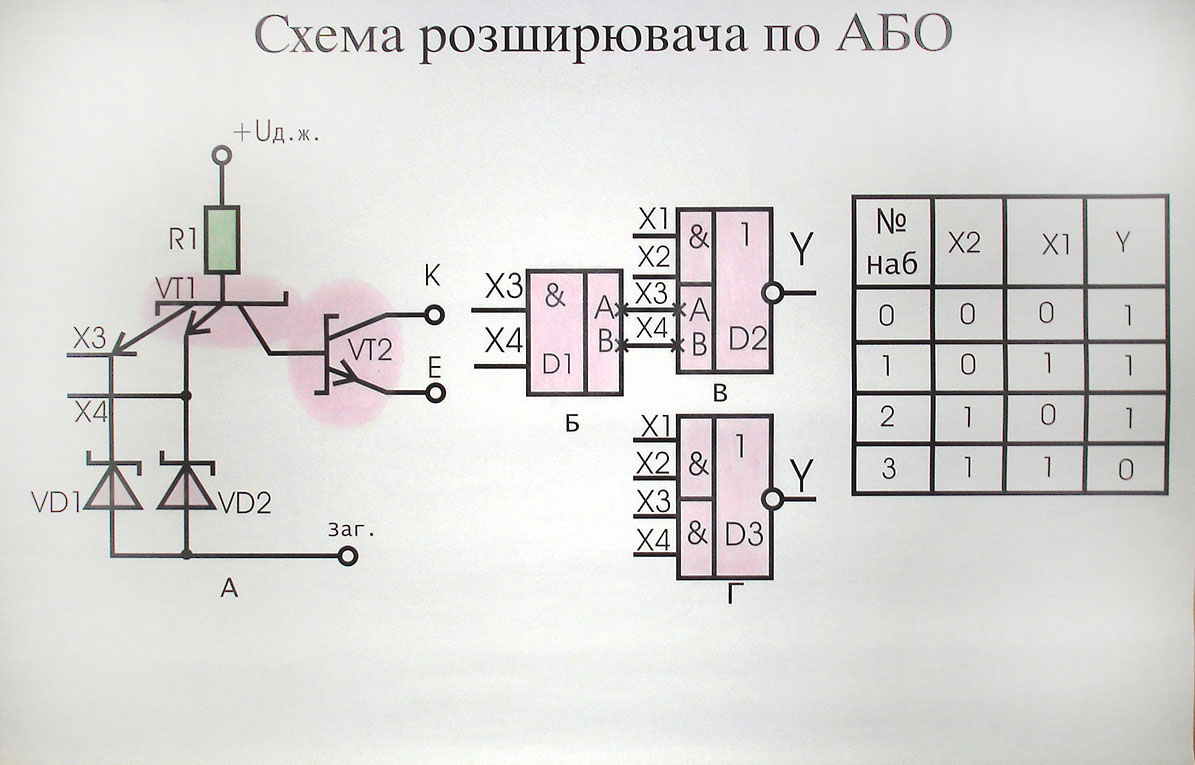 Схема розширювача по АБО
+Uд.ж.
R1
VT1
X3
X4
VT2
К
Е
VD1
VD2
заг.
А
X3
X4
&
D1
А
В
Б
X1
X2
X3
X4
&
А
В
1
D2
Y
В
X1
X2
X3
X4
&
&
1
D3
Y
Г
№ наб X2 X1 Y
0 0 0 1
1 0 1 1
2 1 0 1
3 1 1 0